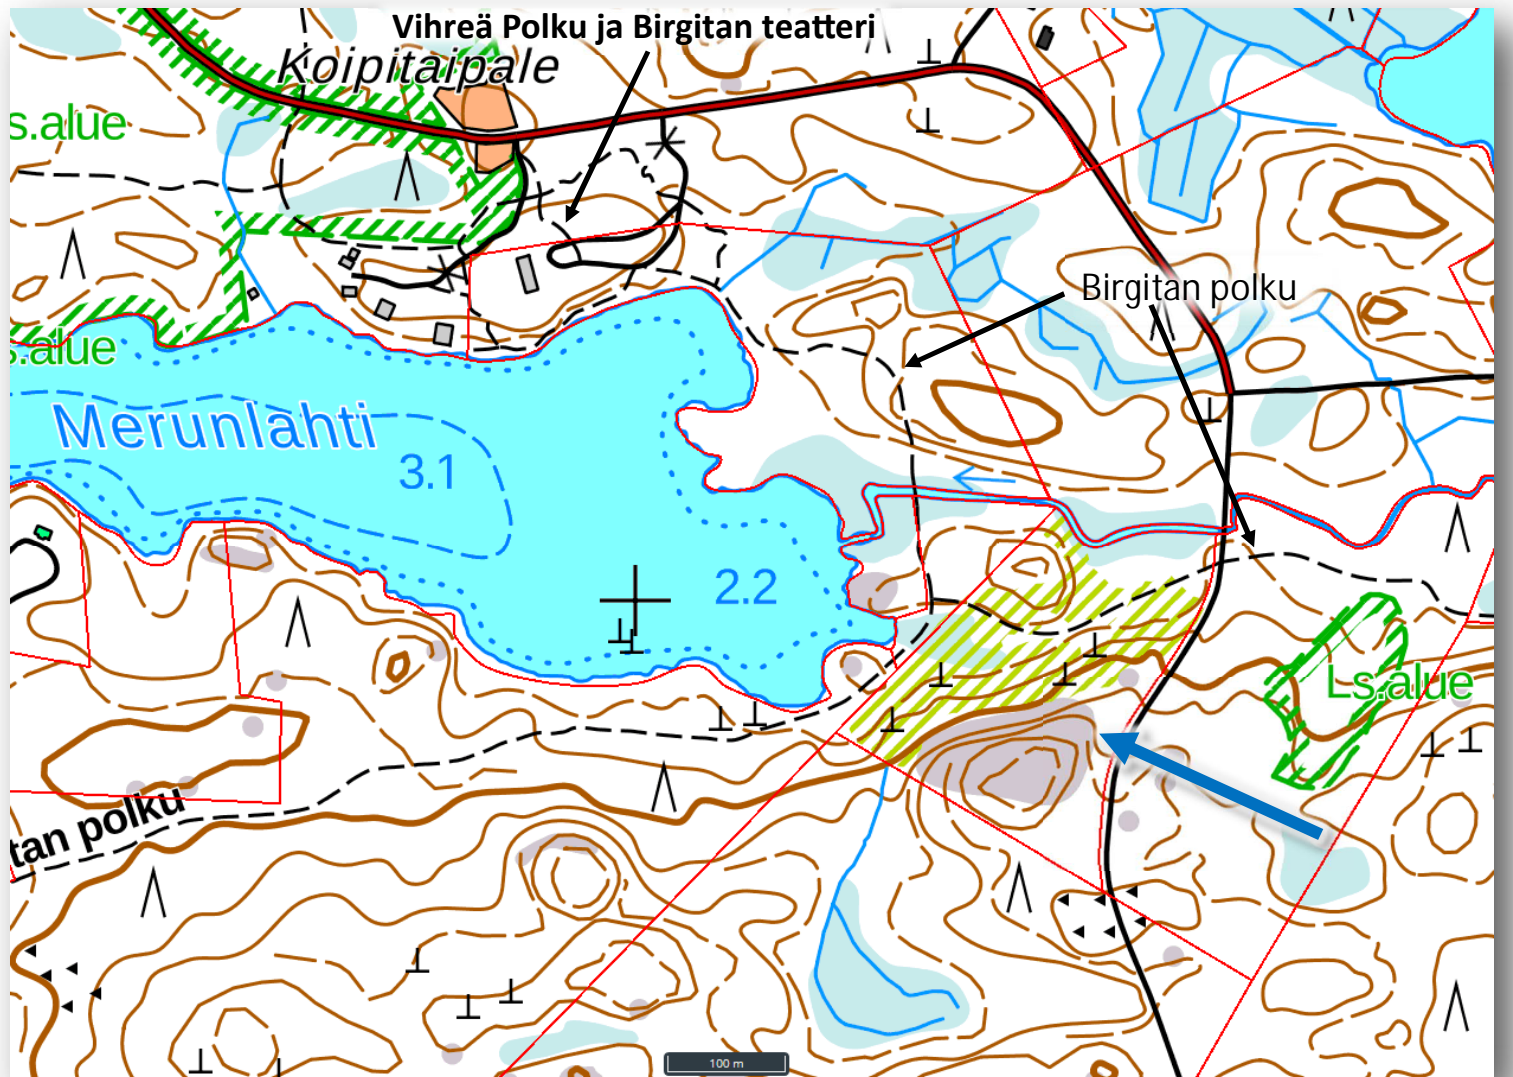 Vihreä Polku ja Birgitan teatteri
Koipitaipale
s.alue
Birgitan polku
s.alue
Merunlahti
3.1
2.2
Ls.alue
tan polku
100 m